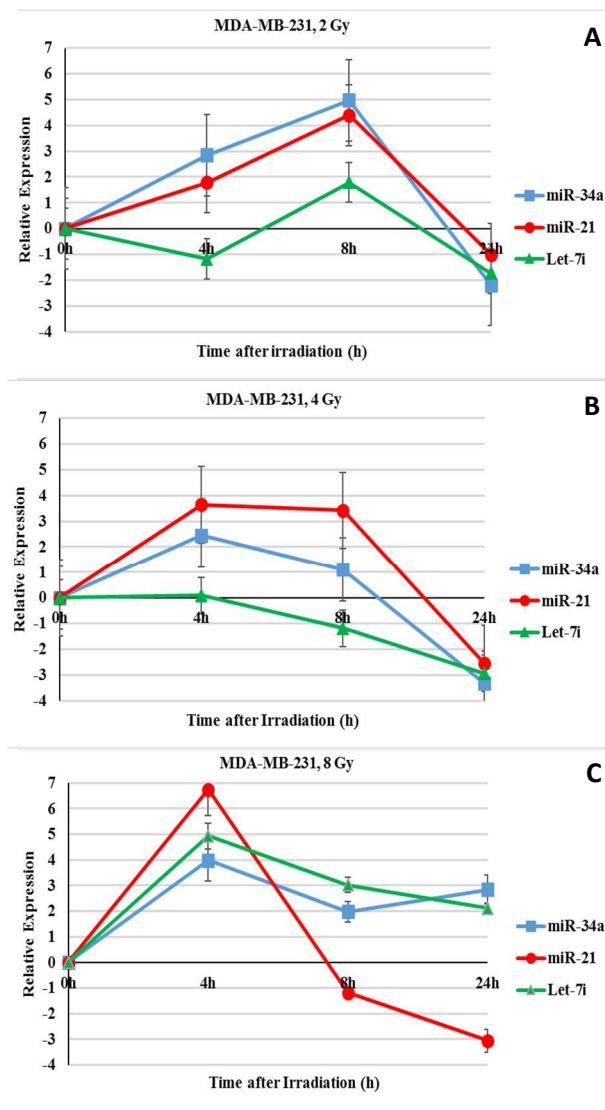 MDA-MB-231, 2 Gy
A
7
6
5
4
3
2
1
0
-1
-2
-3
-4
Relative Expression
0h 4h 8h 24h
Time after irradiation (h)
miR-34a
miR-21
Let-7i
MDA-MB-231, 4 Gy
B
7
6
5
4
3
2
1
0
-1
-2
-3
-4
Relative Expression
0h 4h 8h 24h
Time after Irradiation (h)
miR-34a
miR-21
Let-7i
MDA-MB-231, 8 Gy
C
7
6
5
4
3
2
1
0
-1
-2
-3
-4
Relative Expression
0h 4h 8h 24h
Time after Irradiation (h)
miR-34a
miR-21
Let-7i